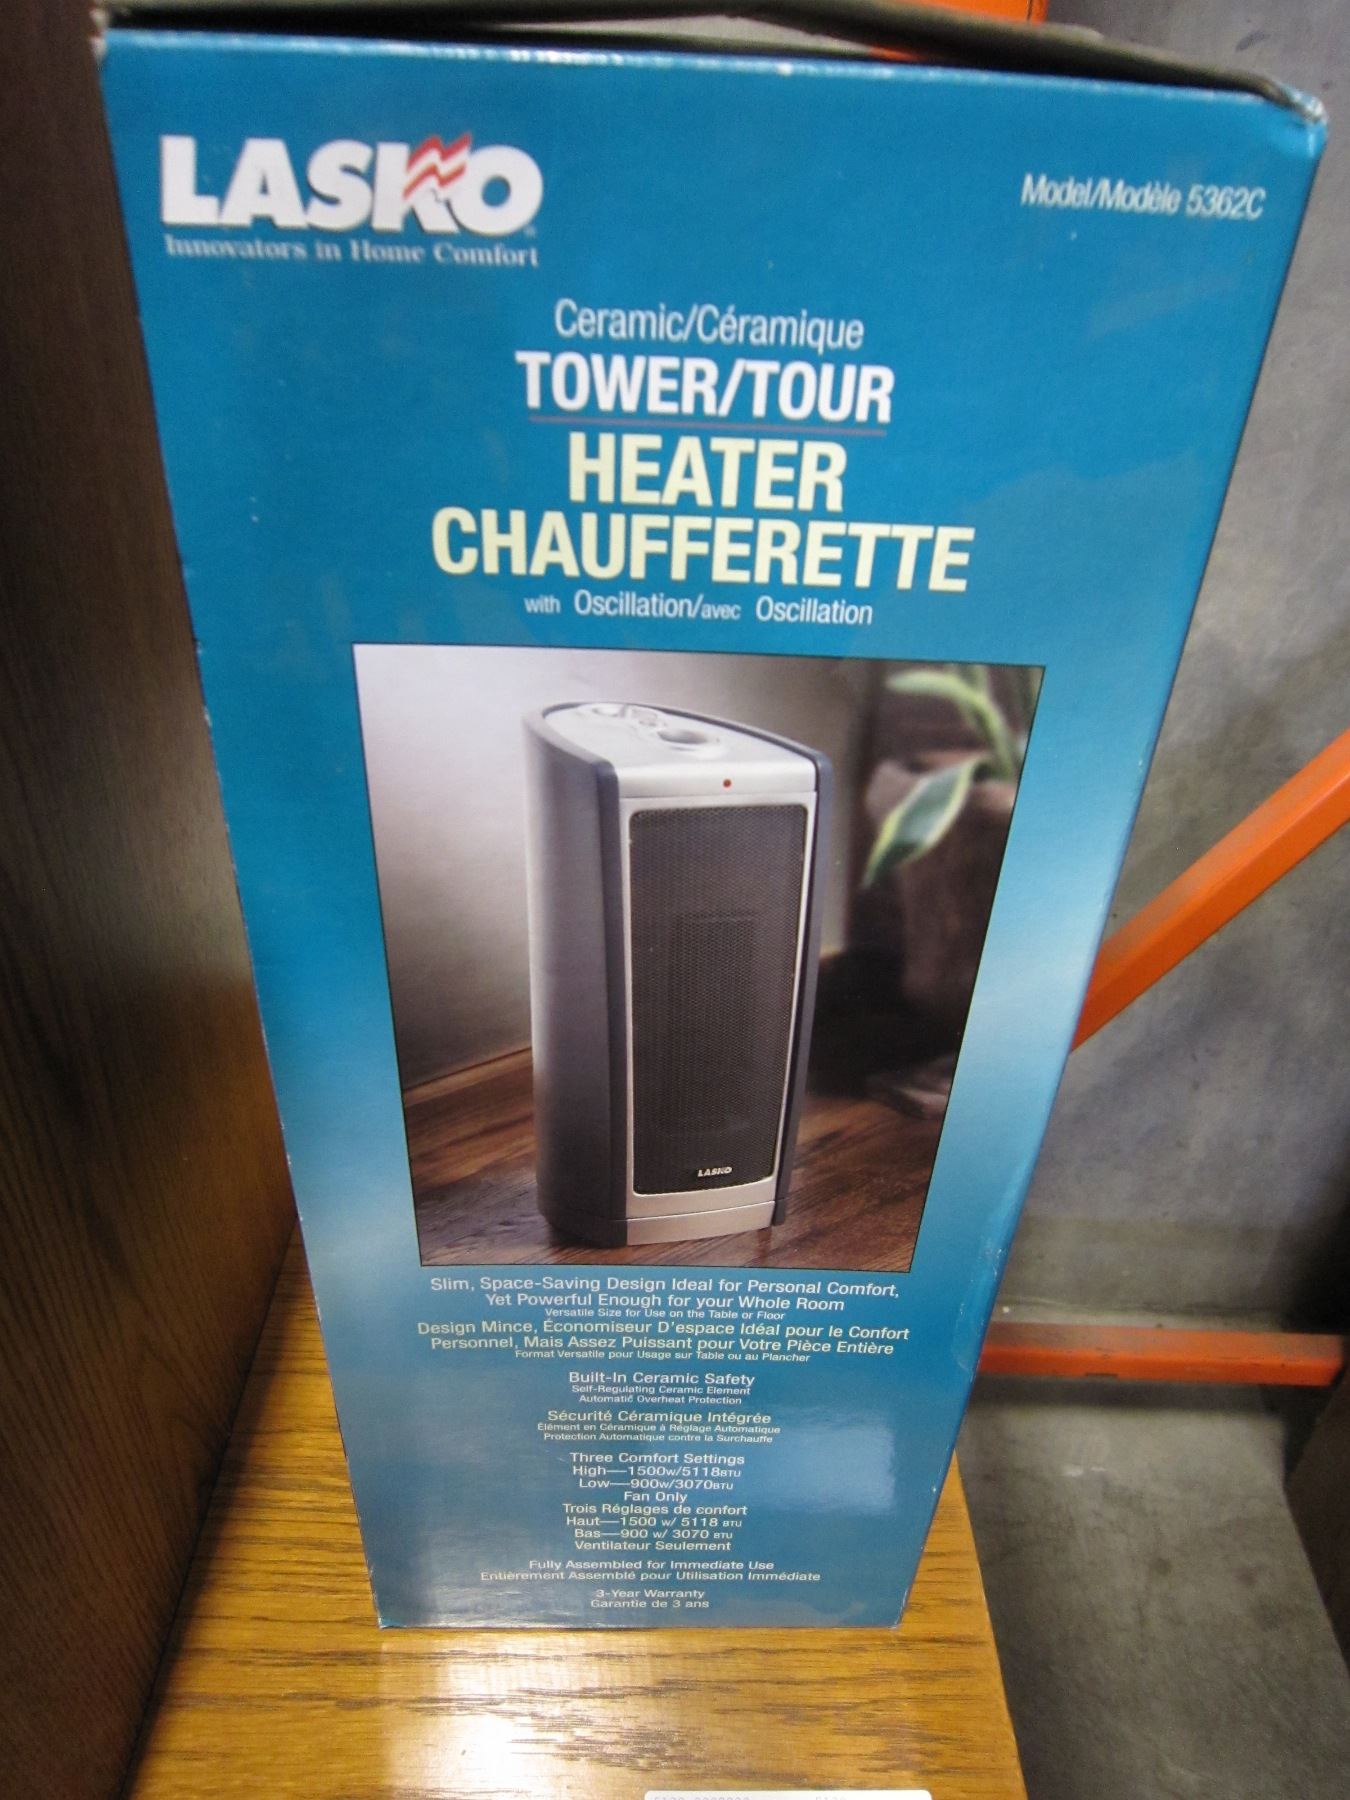 LASKO
Innovators in Home Comfort
Model/Modèle 5362C
Ceramic/Céramique
TOWER/TOUR
HEATER
CHAUFFERETTE
with Oscillation/avec Oscillation
LASKO
Slim, Space-Saving Design Ideal for Personal Comfort,
Yet Powerful Enough for your Whole Room
Versatile Size for Use on the Table or Floor
Design Mince, Économiseur D'espace Idéal pour le Confort
Personnel, Mais Assez Puissant pour Votre Pièce Entière
Format Versatile pour Usage sur Table ou au Plancher
Built-In Ceramic Safety
Self-Regulating Ceramic Element
Automatic Overheat Protection
Sécurité Céramique Intégrée
Élément en Céramique à Réglage Automatique
Protection Automatique contre la Surchauffe
Three Comfort Settings
High—1500w/5118BTU
Low—900w/3070BTU
Fan Only
Trois Réglages de confort
Haut—1500 w/ 5118 BTU
Bas—900 w/ 3070 BTU
Ventilateur Seulement
Fully Assembled for Immediate Use
Entièrement Assemblé pour Utilisation Immédiate
3-Year Warranty
Garantie de 3 ans